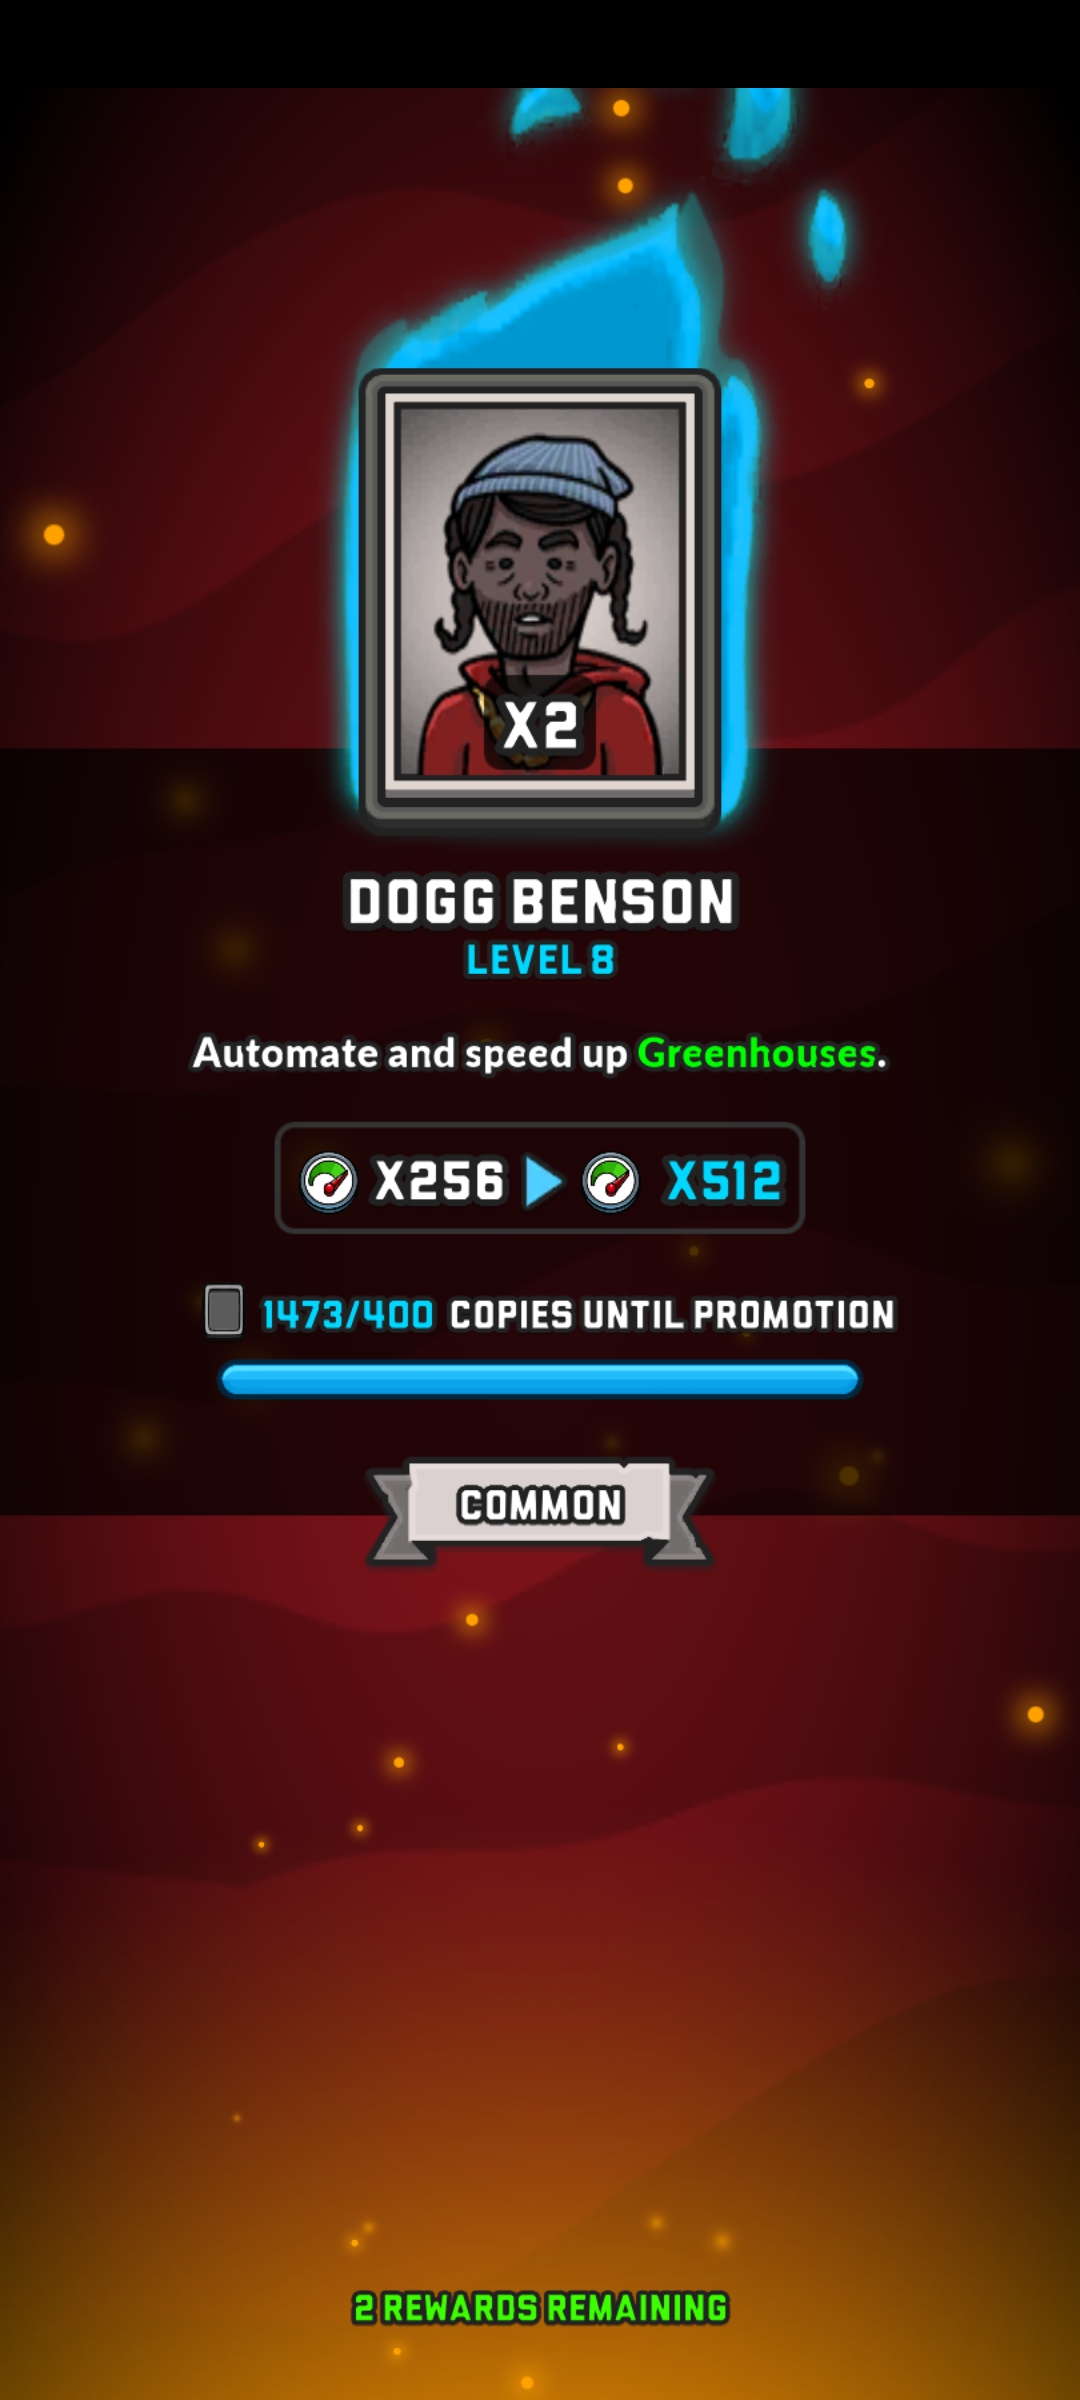 X2
DOGG BENSON
LEVEL 8
Automate and speed up Greenhouses.
X256 X512
1473/400 COPIES UNTIL PROMOTION
COMMON
2 REWARDS REMAINING